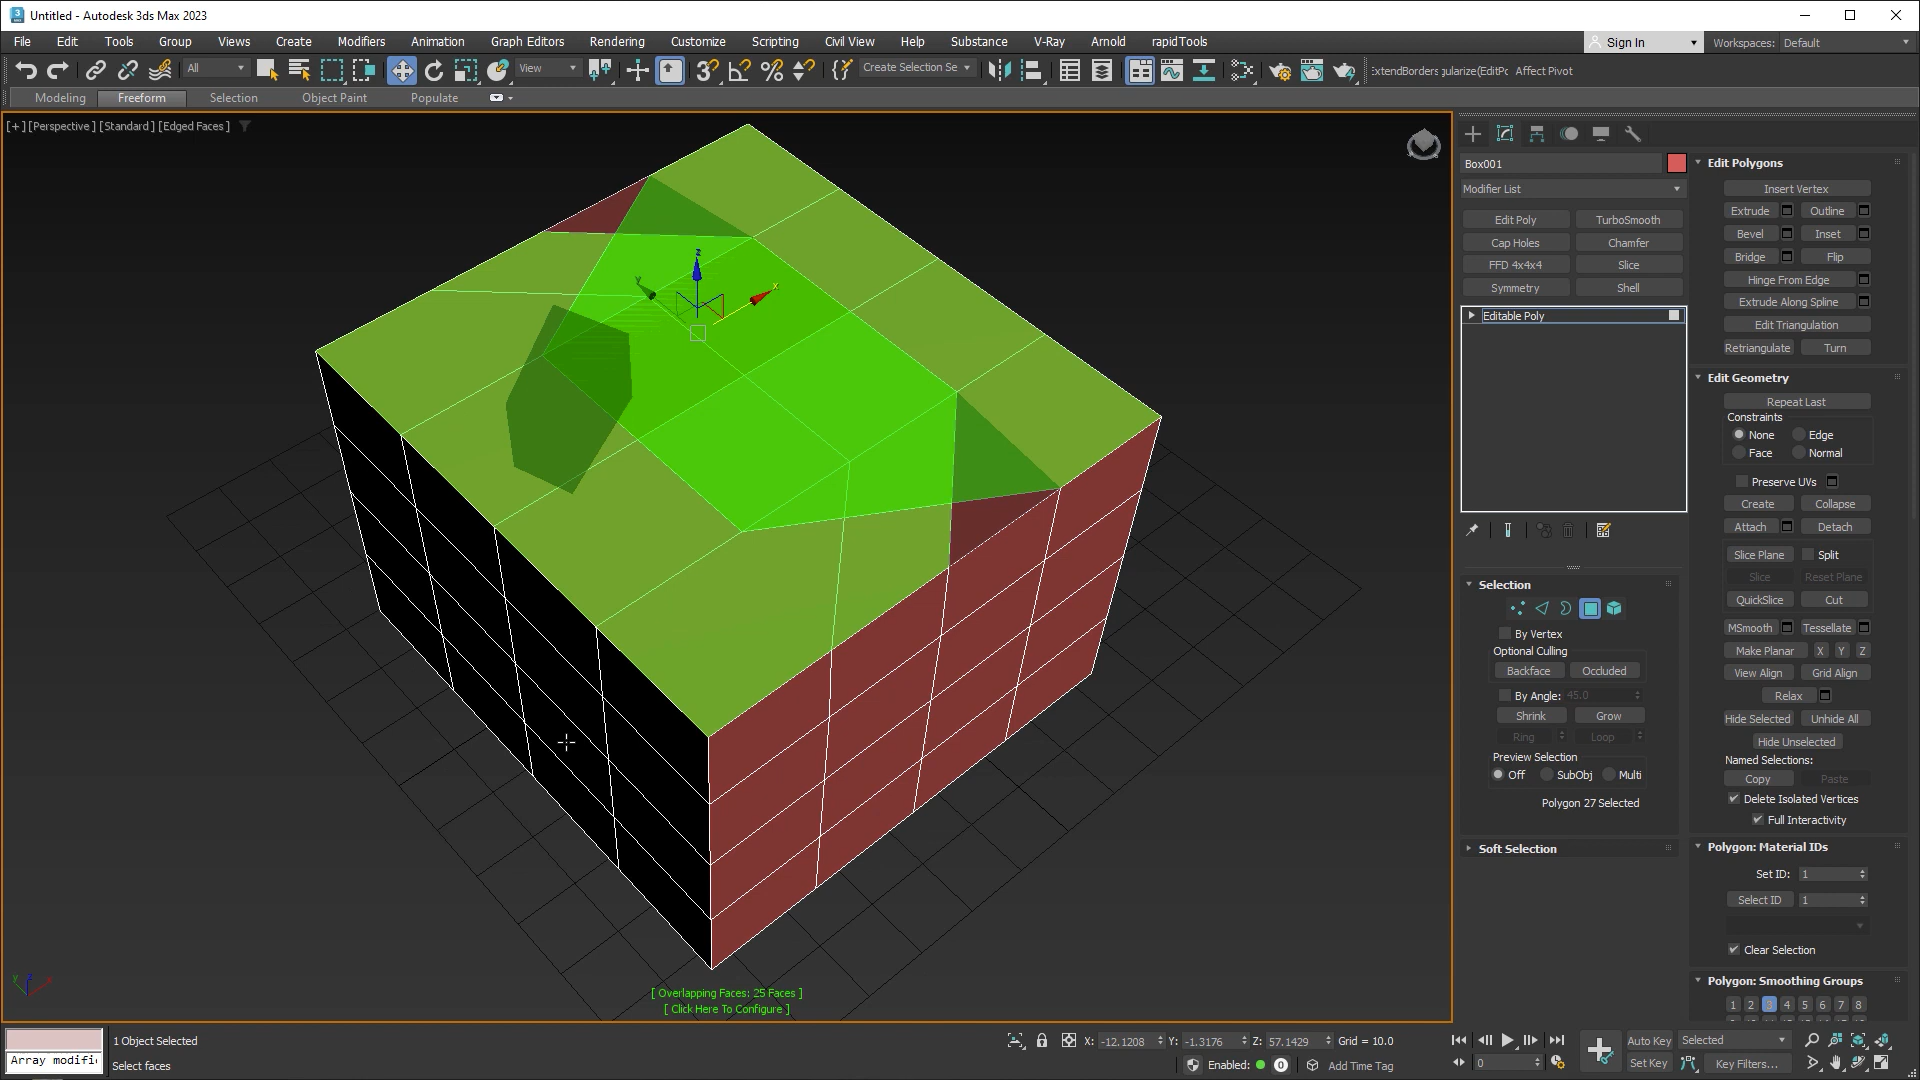 Untitled - Autodesk 3ds Max 2023
File Edit Tools Group Views Create Modifiers Animation Graph Editors Rendering Customize Scripting Civil View Help Substance V-Ray Arnold rapidTools
Sign In Workspaces: Default
All View Create Selection Se ExtendBorders gularize(EditPc Affect Pivot
Modeling Freeform Selection Object Paint Populate
[+] [Perspective ] [Standard ] [Edged Faces ]
z
y
x
[ Overlapping Faces: 25 Faces ]
[ Click Here To Configure ]
Box001
Modifier List
Edit Poly TurboSmooth
Cap Holes Chamfer
FFD 4x4x4 Slice
Symmetry Shell
Editable Poly
Selection
By Vertex
Optional Culling
Backface Occluded
By Angle: 45.0
Shrink Grow
Ring Loop
Preview Selection
Off SubObj Multi
Polygon 27 Selected
Soft Selection
Edit Polygons
Insert Vertex
Extrude Outline
Bevel Inset
Bridge Flip
Hinge From Edge
Extrude Along Spline
Edit Triangulation
Retriangulate Turn
Edit Geometry
Repeat Last
Constraints
None Edge
Face Normal
Preserve UVs
Create Collapse
Attach Detach
Slice Plane Split
Slice Reset Plane
QuickSlice Cut
MSmooth Tessellate
Make Planar X Y Z
View Align Grid Align
Relax
Hide Selected Unhide All
Hide Unselected
Named Selections:
Copy Paste
Delete Isolated Vertices
Full Interactivity
Polygon: Material IDs
Set ID: 1
Select ID 1
Clear Selection
Polygon: Smoothing Groups
1 2 3 4 5 6 7 8
1 Object Selected X: -12.1208 Y: -1.3176 Z: 57.1429 Grid = 10.0 Auto Key Selected
Array modifi Select faces Enabled: 0 Add Time Tag 0 Set Key Key Filters...